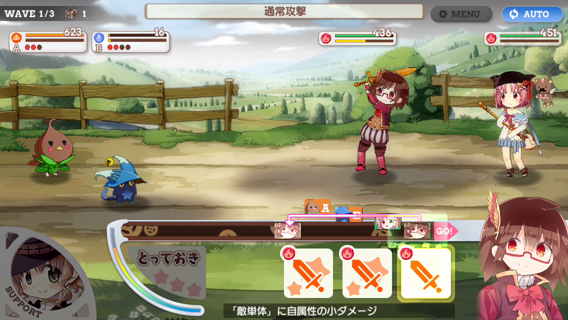 WAVE 1/3
1
通常攻撃
MENU
AUTO
623
A
16
B
436
451
A
GO!
とっておき
SUPPORT
「敵単体」に自属性の小ダメージ